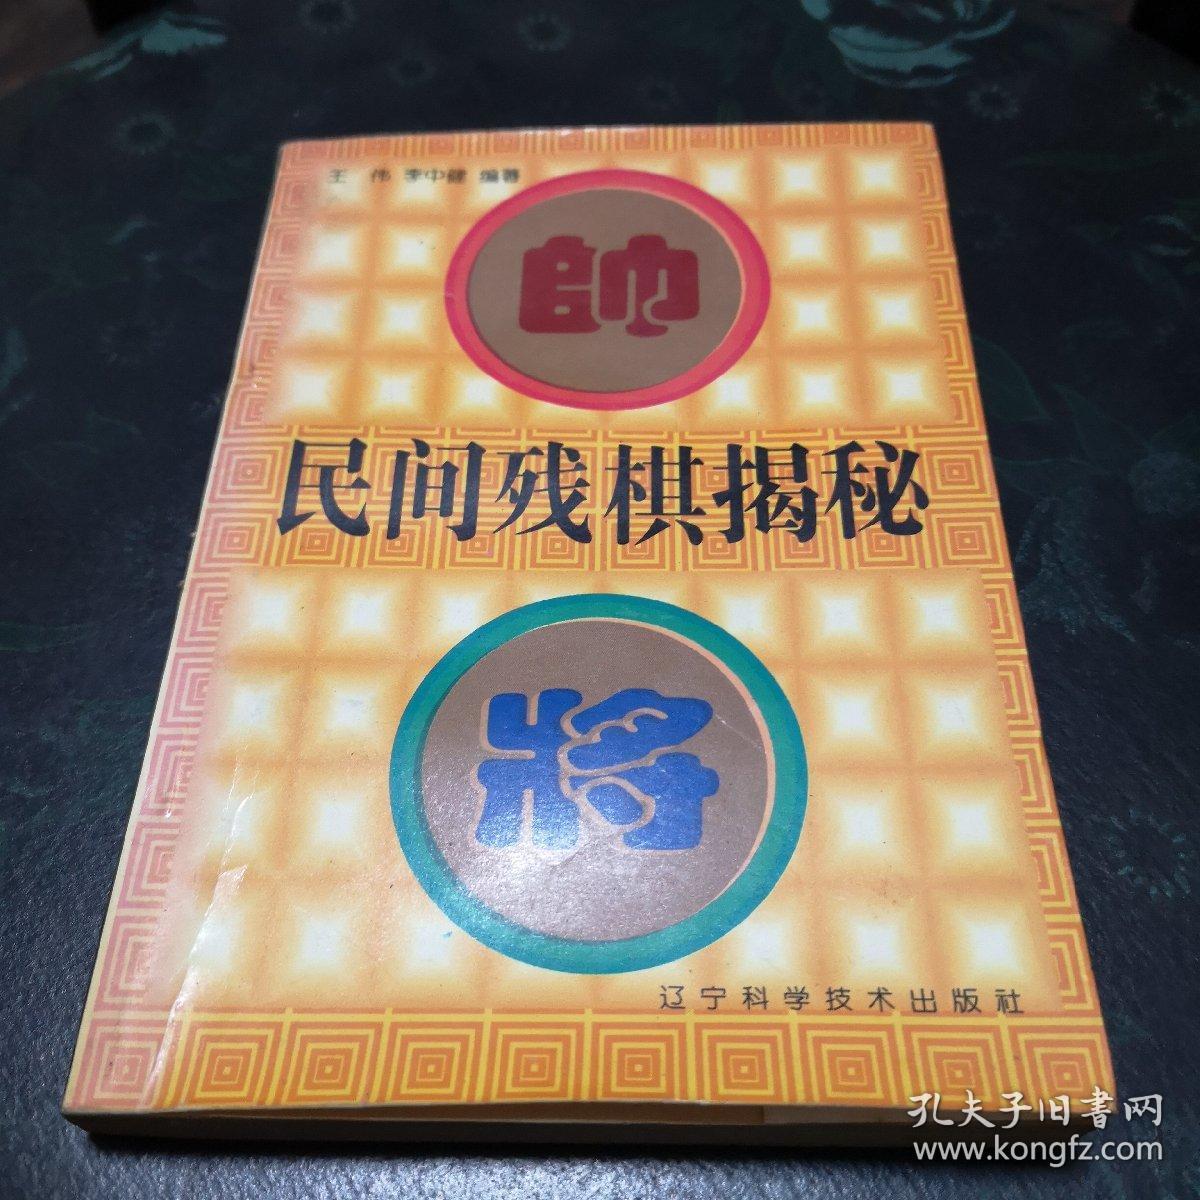 王 伟 李中健 编著
帥
民间残棋揭秘
將
辽宁科学技术出版社
孔夫子旧書网
www.kongfz.com